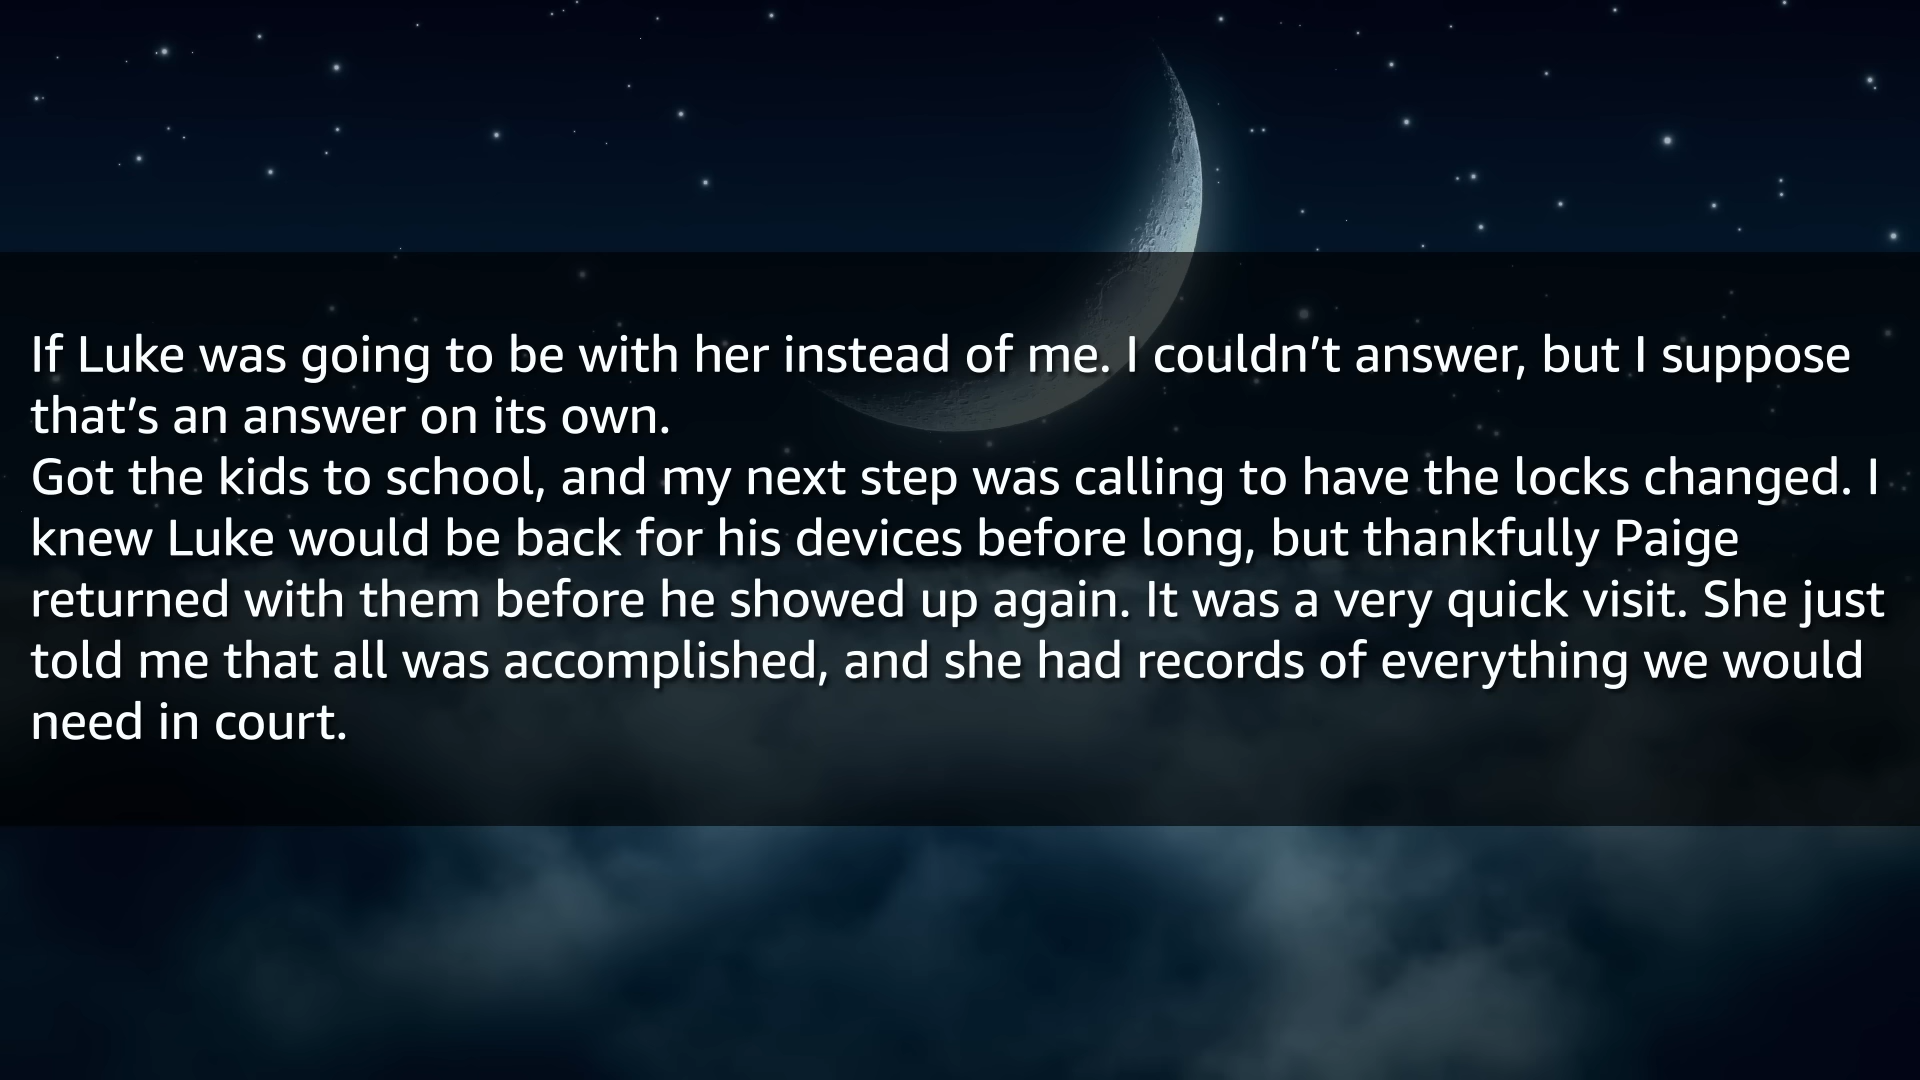 If Luke was going to be with her instead of me. I couldn’t answer, but I suppose
that’s an answer on its own.
Got the kids to school, and my next step was calling to have the locks changed. I
knew Luke would be back for his devices before long, but thankfully Paige
returned with them before he showed up again. It was a very quick visit. She just
told me that all was accomplished, and she had records of everything we would
need in court.